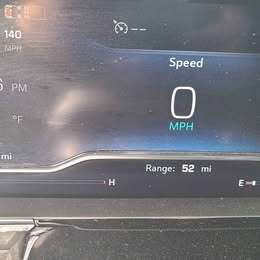 140
MPH
PM
°F
mi
H
Speed
0
MPH
Range: 52 mi
E